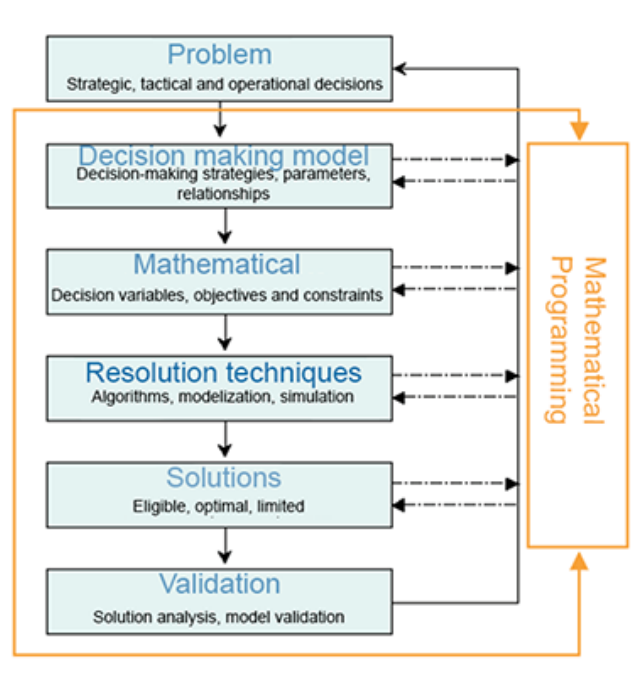 Problem
Strategic, tactical and operational decisions
Decision making model
Decision-making strategies, parameters,
relationships
Mathematical
Decision variables, objectives and constraints
Resolution techniques
Algorithms, modelization, simulation
Solutions
Eligible, optimal, limited
Validation
Solution analysis, model validation
Mathematical
Programming